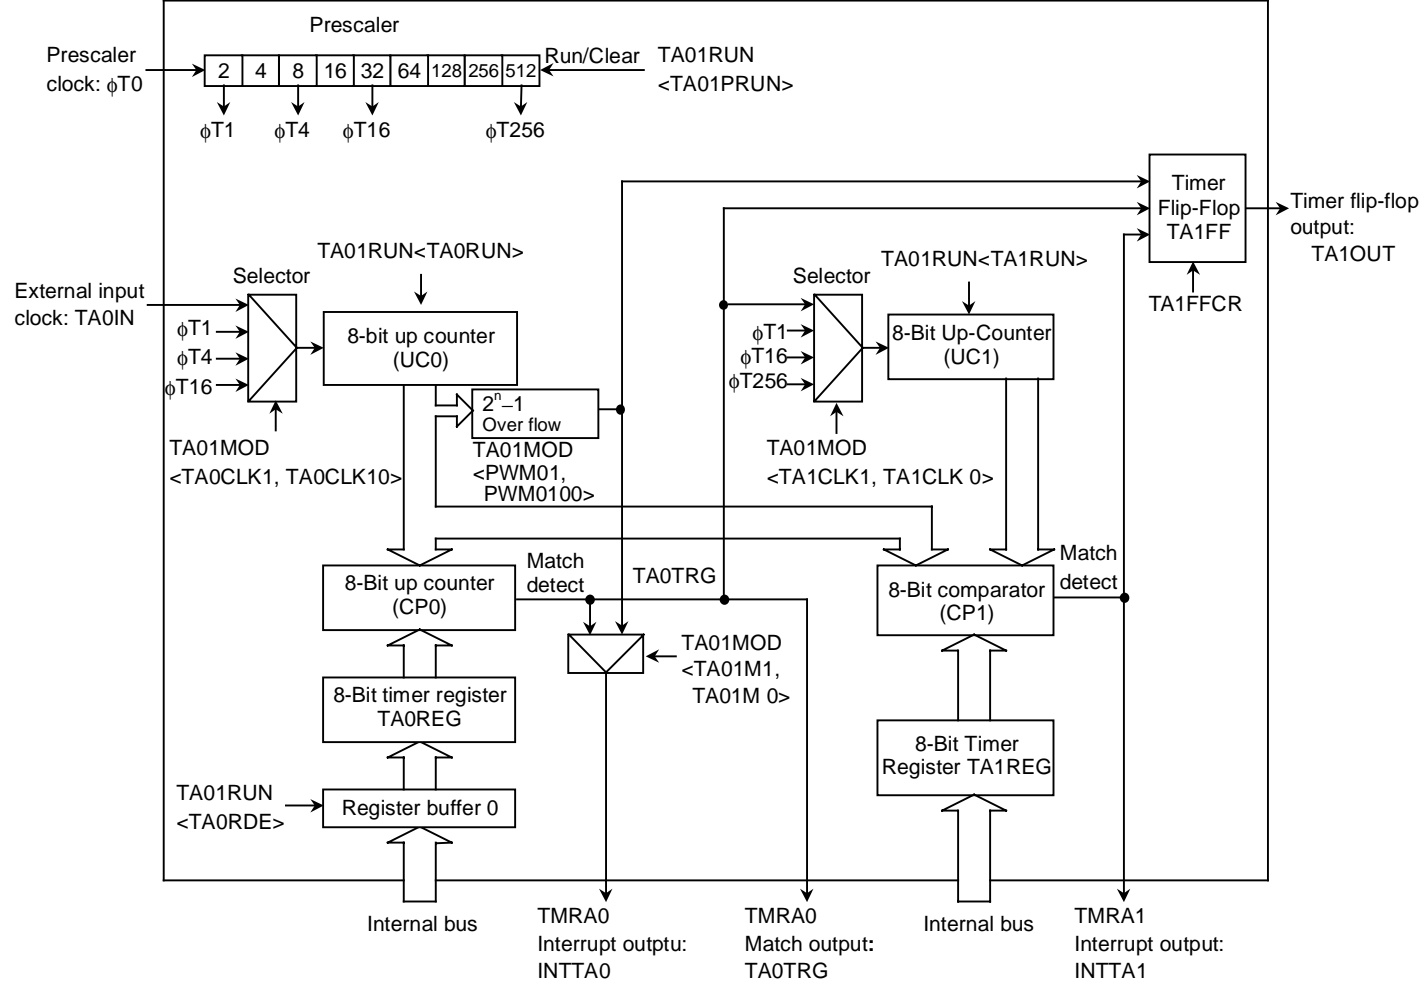 Prescaler
Prescaler
clock: ϕT0
2 4 8 16 32 64 128 256 512
Run/Clear
TA01RUN
<TA01PRUN>
ϕT1
ϕT4
ϕT16
ϕT256
Timer
Flip-Flop
TA1FF
Timer flip-flop
output:
TA1OUT
TA1FFCR
TA01RUN<TA0RUN>
Selector
External input
clock: TA0IN
ϕT1
ϕT4
ϕT16
8-bit up counter
(UC0)
2ⁿ–1
Over flow
TA01MOD
<TA0CLK1, TA0CLK10>
TA01MOD
<PWM01,
PWM0100>
Selector
TA01RUN<TA1RUN>
ϕT1
ϕT16
ϕT256
8-Bit Up-Counter
(UC1)
TA01MOD
<TA1CLK1, TA1CLK 0>
8-Bit up counter
(CP0)
Match
detect
TA0TRG
8-Bit comparator
(CP1)
Match
detect
TA01MOD
<TA01M1,
TA01M 0>
8-Bit timer register
TA0REG
8-Bit Timer
Register TA1REG
TA01RUN
<TA0RDE>
Register buffer 0
Internal bus
TMRA0
Interrupt outptu:
INTTA0
TMRA0
Match output:
TA0TRG
Internal bus
TMRA1
Interrupt output:
INTTA1